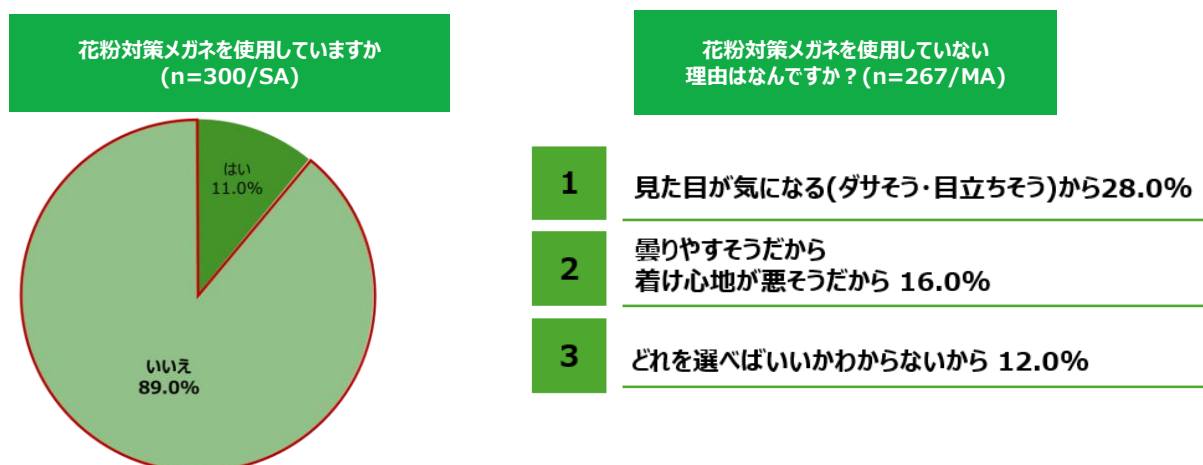 花粉対策メガネを使用していますか
(n=300/SA)
はい
11.0%
いいえ
89.0%
花粉対策メガネを使用していない
理由はなんですか？(n=267/MA)
1
見た目が気になる(ダサそう・目立ちそう)から28.0%
2
曇りやすそうだから
着け心地が悪そうだから 16.0%
3
どれを選べばいいかわからないから 12.0%